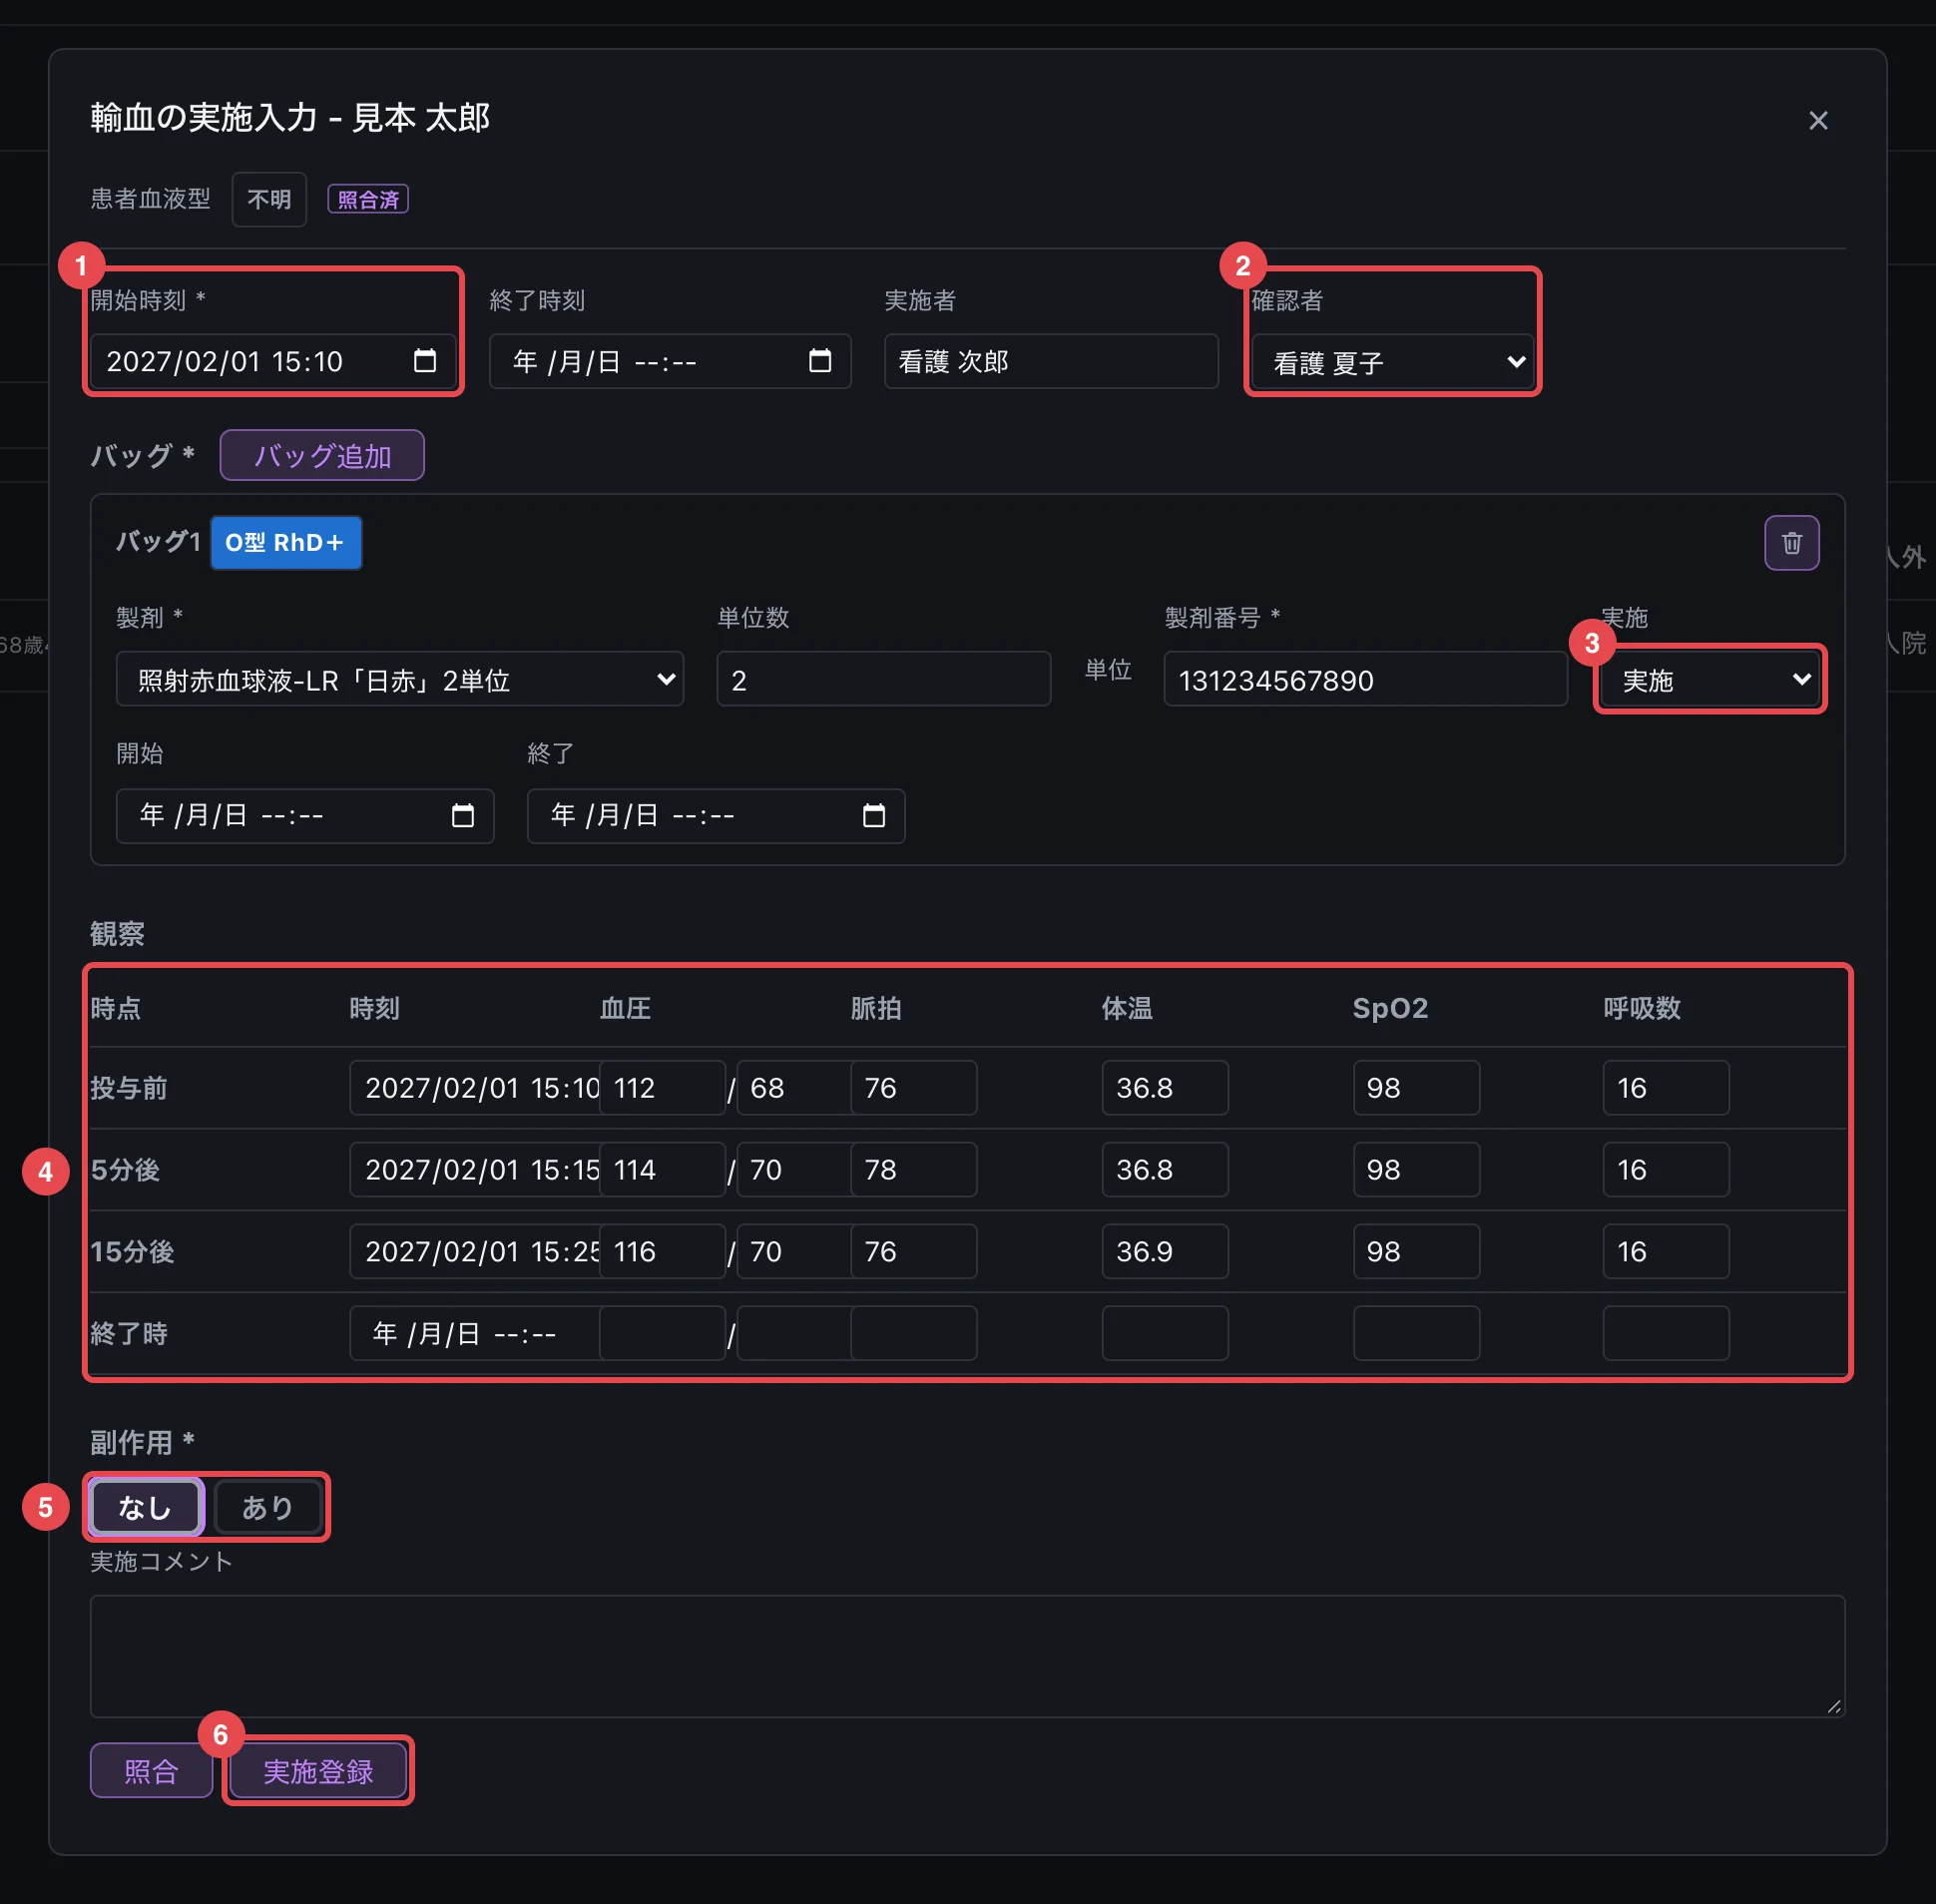 輸血の実施入力 - 見本 太郎
患者血液型 不明 照合済
1 2
開始時刻 * 終了時刻 実施者 確認者
2027/02/01 15:10 年 /月/日 --:-- 看護 次郎 看護 夏子
バッグ * バッグ追加
バッグ1 O型 RhD+
人外
製剤 * 単位数 製剤番号 * 実施
3
68歳 人院
照射赤血球液-LR「日赤」2単位 2 単位 131234567890 実施
開始 終了
年 /月/日 --:-- 年 /月/日 --:--
観察
時点 時刻 血圧 脈拍 体温 SpO2 呼吸数
投与前 2027/02/01 15:10 112 / 68 76 36.8 98 16
4 5分後 2027/02/01 15:15 114 / 70 78 36.8 98 16
15分後 2027/02/01 15:25 116 / 70 76 36.9 98 16
終了時 年 /月/日 --:-- /
副作用 *
5 なし あり
実施コメント
6
照合 実施登録